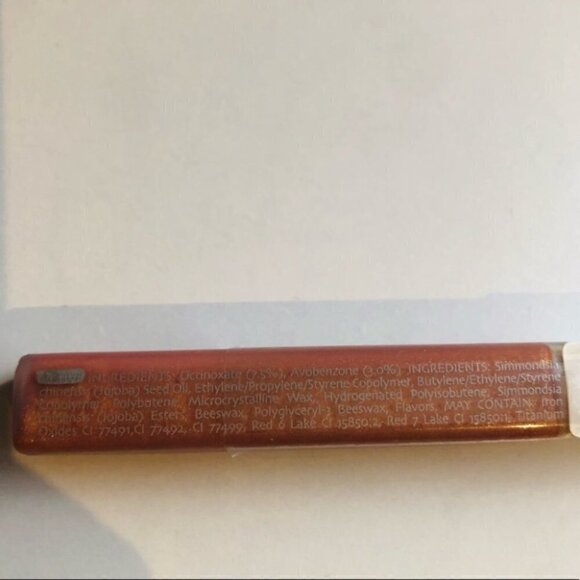 INGREDIENTS: Octinoxate (7.5%), Avobenzone (3.0%) INGREDIENTS: Simmondsia
chinensis (Jojoba) Seed Oil, Ethylene/Propylene/Styrene Copolymer, Butylene/Ethylene/Styrene
Copolymer, Polybutene, Microcrystalline Wax, Hydrogenated Polyisobutene, Simmondsia
Chinensis (Jojoba) Esters, Beeswax, Polyglyceryl-3 Beeswax, Flavors, MAY CONTAIN: Iron
Oxides CI 77491, CI 77492, CI 77499, Red 6 Lake CI 15850.2, Red 7 Lake CI 15850.1, Titanium